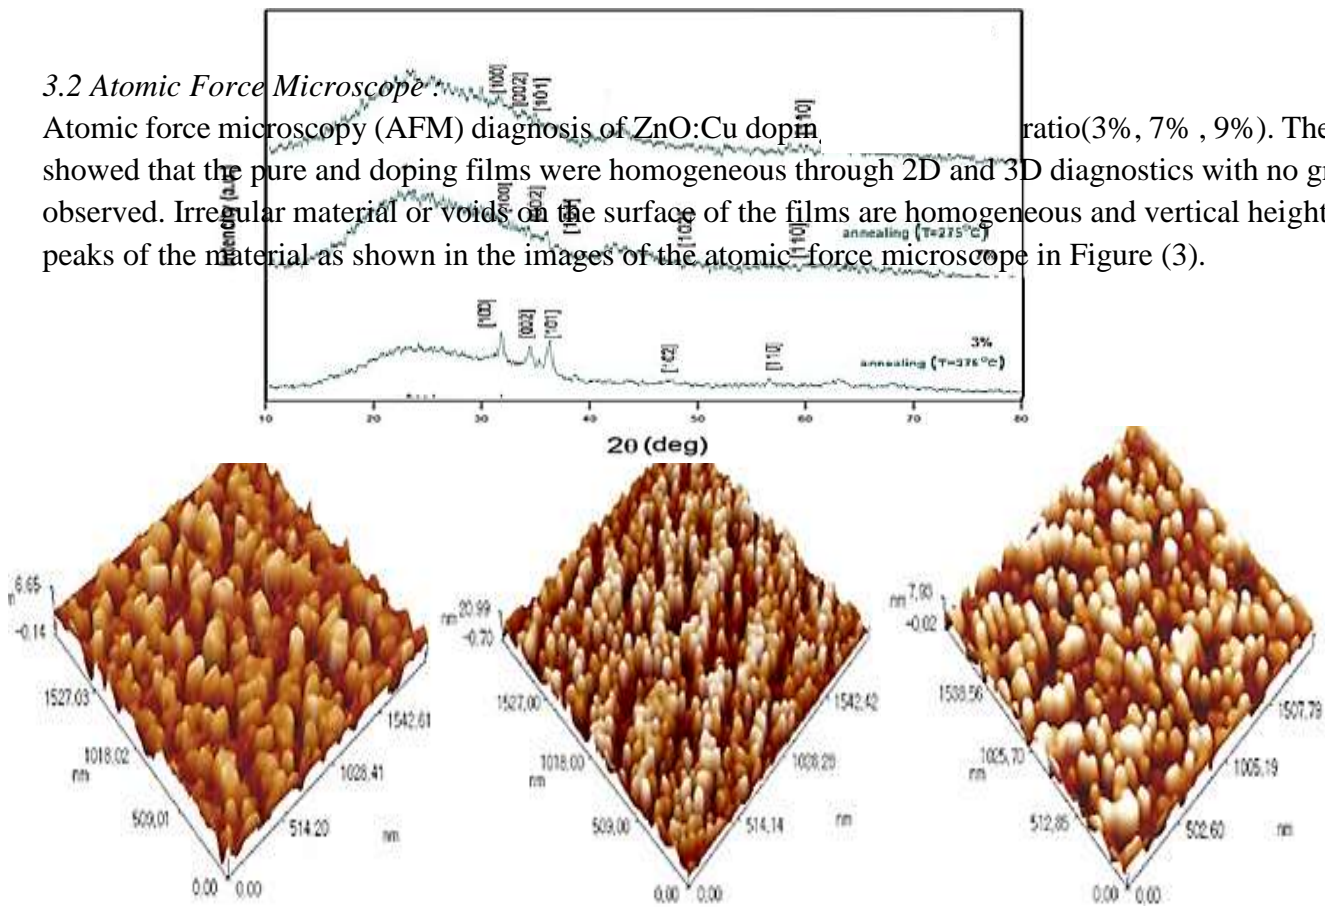 3.2 Atomic Force Microscope :
Atomic force microscopy (AFM) diagnosis of ZnO:Cu doping ratio(3%, 7% , 9%). The
showed that the pure and doping films were homogeneous through 2D and 3D diagnostics with no
observed. Irregular material or voids on the surface of the films are homogeneous and vertical height
peaks of the material as shown in the images of the atomic force microscope in Figure (3).
[100]
[002]
[101]
[110]
[100]
[002]
[101]
[102]
[110]
annealing (T=275°C)
7%
[100]
[002]
[101]
[102]
[110]
3%
annealing (T=275°C)
10 20 30 40 50 60 70 80
2θ (deg)
6.65
-0.14
1527.03
1018.02
nm
509.01
0.00 0.00
514.20
1028.41
1542.61
nm
nm 20.99
-0.70
1527.00
1018.00
nm
509.00
0.00 0.00
514.14
1028.28
1542.42
nm
nm 7.93
-0.02
1538.56
1025.70
nm
512.85
0.00 0.00
502.60
1005.19
1507.79
nm